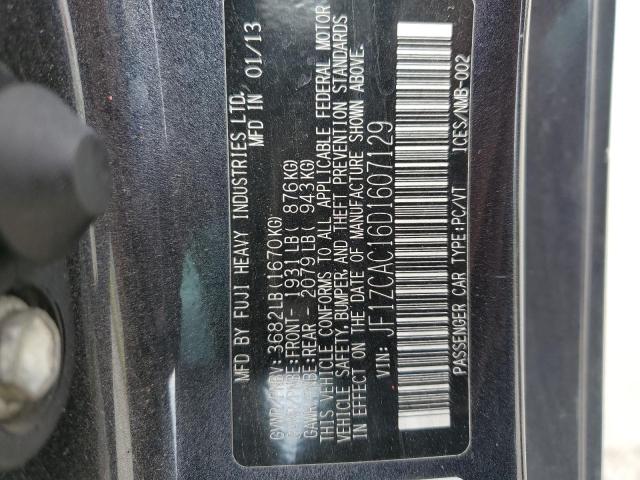 MFD BY FUJI HEAVY INDUSTRIES LTD.
MFD IN 01/13
3682LB(1670KG)
FRONT- 1931LB( 876KG)
REAR - 2079LB( 943KG)
THIS VEHICLE CONFORMS TO ALL APPLICABLE FEDERAL MOTOR
VEHICLE SAFETY, BUMPER, AND THEFT PREVENTION STANDARDS
IN EFFECT ON THE DATE OF MANUFACTURE SHOWN ABOVE.
VIN: JF1ZCAC16D1607129
PASSENGER CAR TYPE:PC/VT ICES/NMB-002